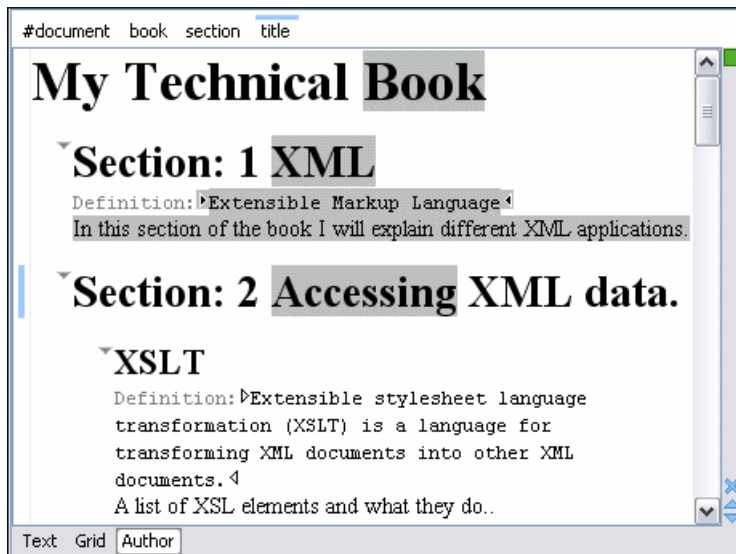 #document book section title
My Technical Book
Section: 1 XML
Definition: Extensible Markup Language
In this section of the book I will explain different XML applications.
Section: 2 Accessing XML data.
XSLT
Definition: Extensible stylesheet language
transformation (XSLT) is a language for
transforming XML documents into other XML
documents.
A list of XSL elements and what they do..
Text Grid Author